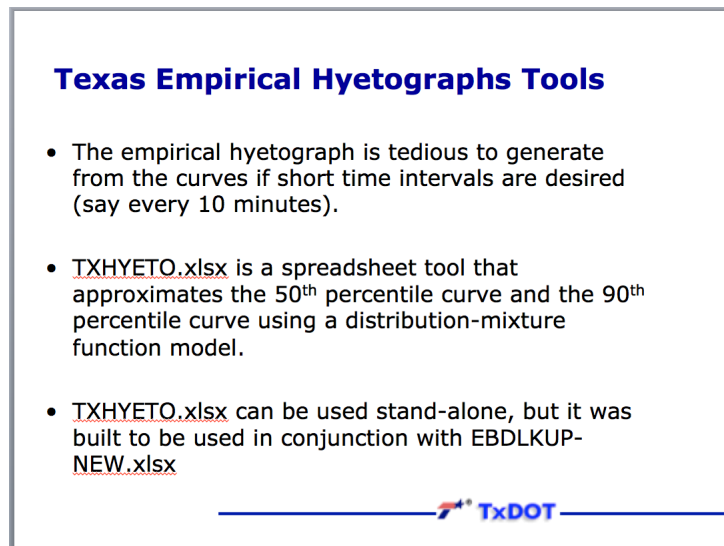 Texas Empirical Hyetographs Tools
• The empirical hyetograph is tedious to generate
from the curves if short time intervals are desired
(say every 10 minutes).
• TXHYETO.xlsx is a spreadsheet tool that
approximates the 50th percentile curve and the 90th
percentile curve using a distribution-mixture
function model.
• TXHYETO.xlsx can be used stand-alone, but it was
built to be used in conjunction with EBDLKUP-
NEW.xlsx
TxDOT